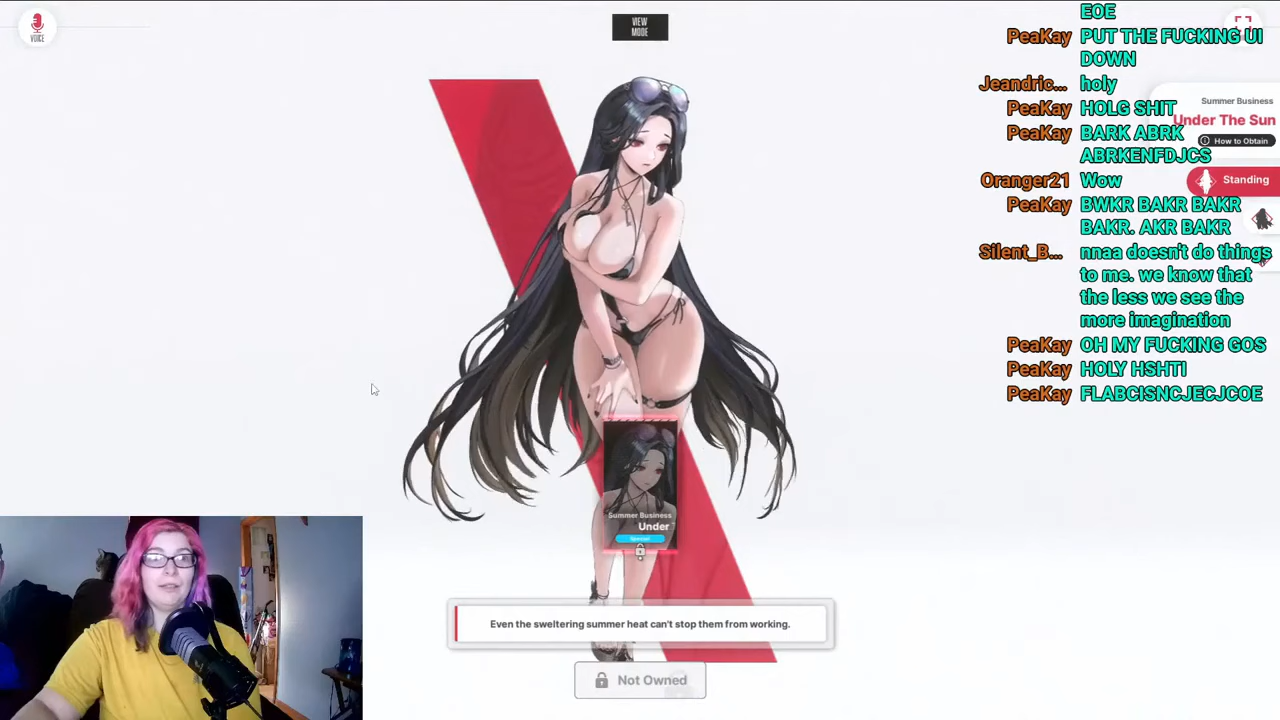 VOICE
VIEW
MODE
EOE
PeaKay PUT THE FUCKING UI
DOWN
Jeandric... holy
PeaKay HOLG SHIT
PeaKay BARK ABRK
ABRKENFDJCS
Oranger21 Wow
PeaKay BWKR BAKR BAKR
BAKR. AKR BAKR
Silent_B... nnaa doesn't do things
to me. we know that
the less we see the
more imagination
PeaKay OH MY FUCKING GOS
PeaKay HOLY HSHTI
PeaKay FLABCISNCJECJCOE
Summer Business
Under The Sun
How to Obtain
Standing
Summer Business
Under
Special
Even the sweltering summer heat can't stop them from working.
Not Owned